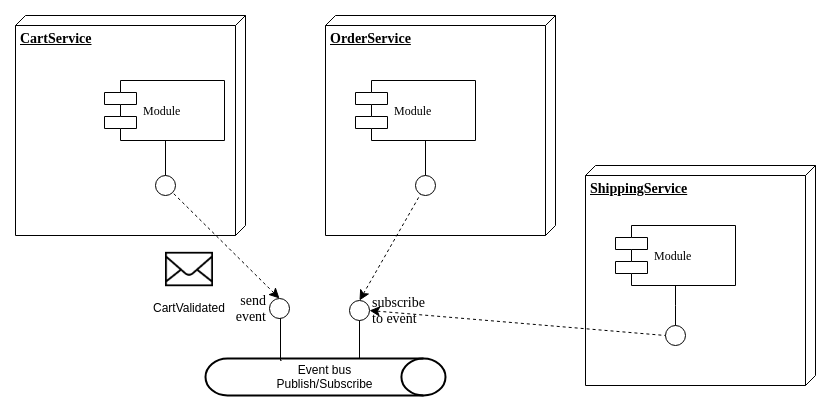 CartService
OrderService
Module
Module
ShippingService
Module
CartValidated
send
event
subscribe
to event
Event bus
Publish/Subscribe